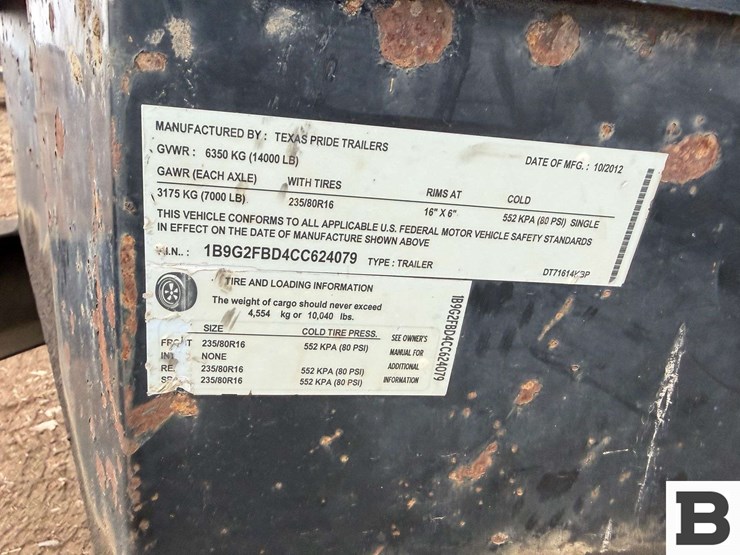 MANUFACTURED BY: TEXAS PRIDE TRAILERS
GVWR: 6350 KG (14000 LB) DATE OF MFG.: 10/2012
GAWR (EACH AXLE) WITH TIRES RIMS AT COLD
3175 KG (7000 LB) 235/80R16 16" X 6" 552 KPA (80 PSI) SINGLE
THIS VEHICLE CONFORMS TO ALL APPLICABLE U.S. FEDERAL MOTOR VEHICLE SAFETY STANDARDS
IN EFFECT ON THE DATE OF MANUFACTURE SHOWN ABOVE
.I.N.: 1B9G2FBD4CC624079 TYPE: TRAILER
TIRE AND LOADING INFORMATION
The weight of cargo should never exceed
4,554 kg or 10,040 lbs.
SIZE COLD TIRE PRESS.
235/80R16 552 KPA (80 PSI)
NONE
235/80R16 552 KPA (80 PSI)
235/80R16 552 KPA (80 PSI)
SEE OWNER'S
MANUAL FOR
ADDITIONAL
INFORMATION
1B9G2FBD4CC624079
B